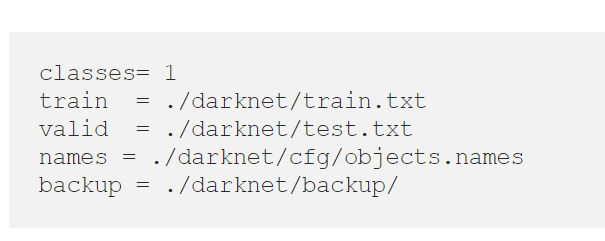 classes= 1
train  = ./darknet/train.txt
valid  = ./darknet/test.txt
names = ./darknet/cfg/objects.names
backup = ./darknet/backup/